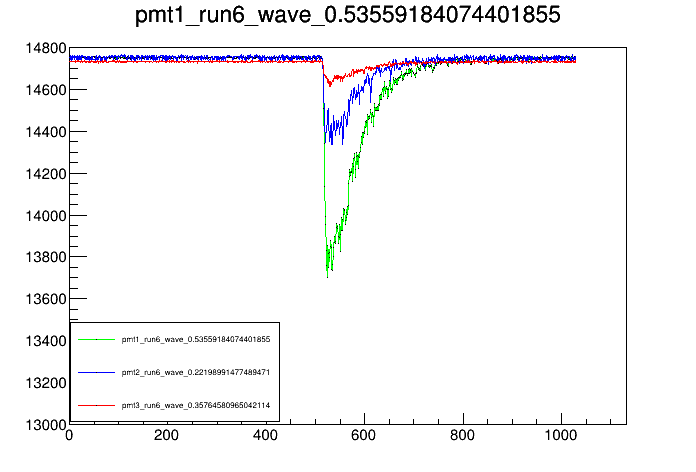 pmt1_run6_wave_0.53559184074401855
14800
14600
14400
14200
14000
13800
13600
13400
13200
13000
pmt1_run6_wave_0.53559184074401855
pmt2_run6_wave_0.22198991477489471
pmt3_run6_wave_0.35764580965042114
0 200 400 600 800 1000